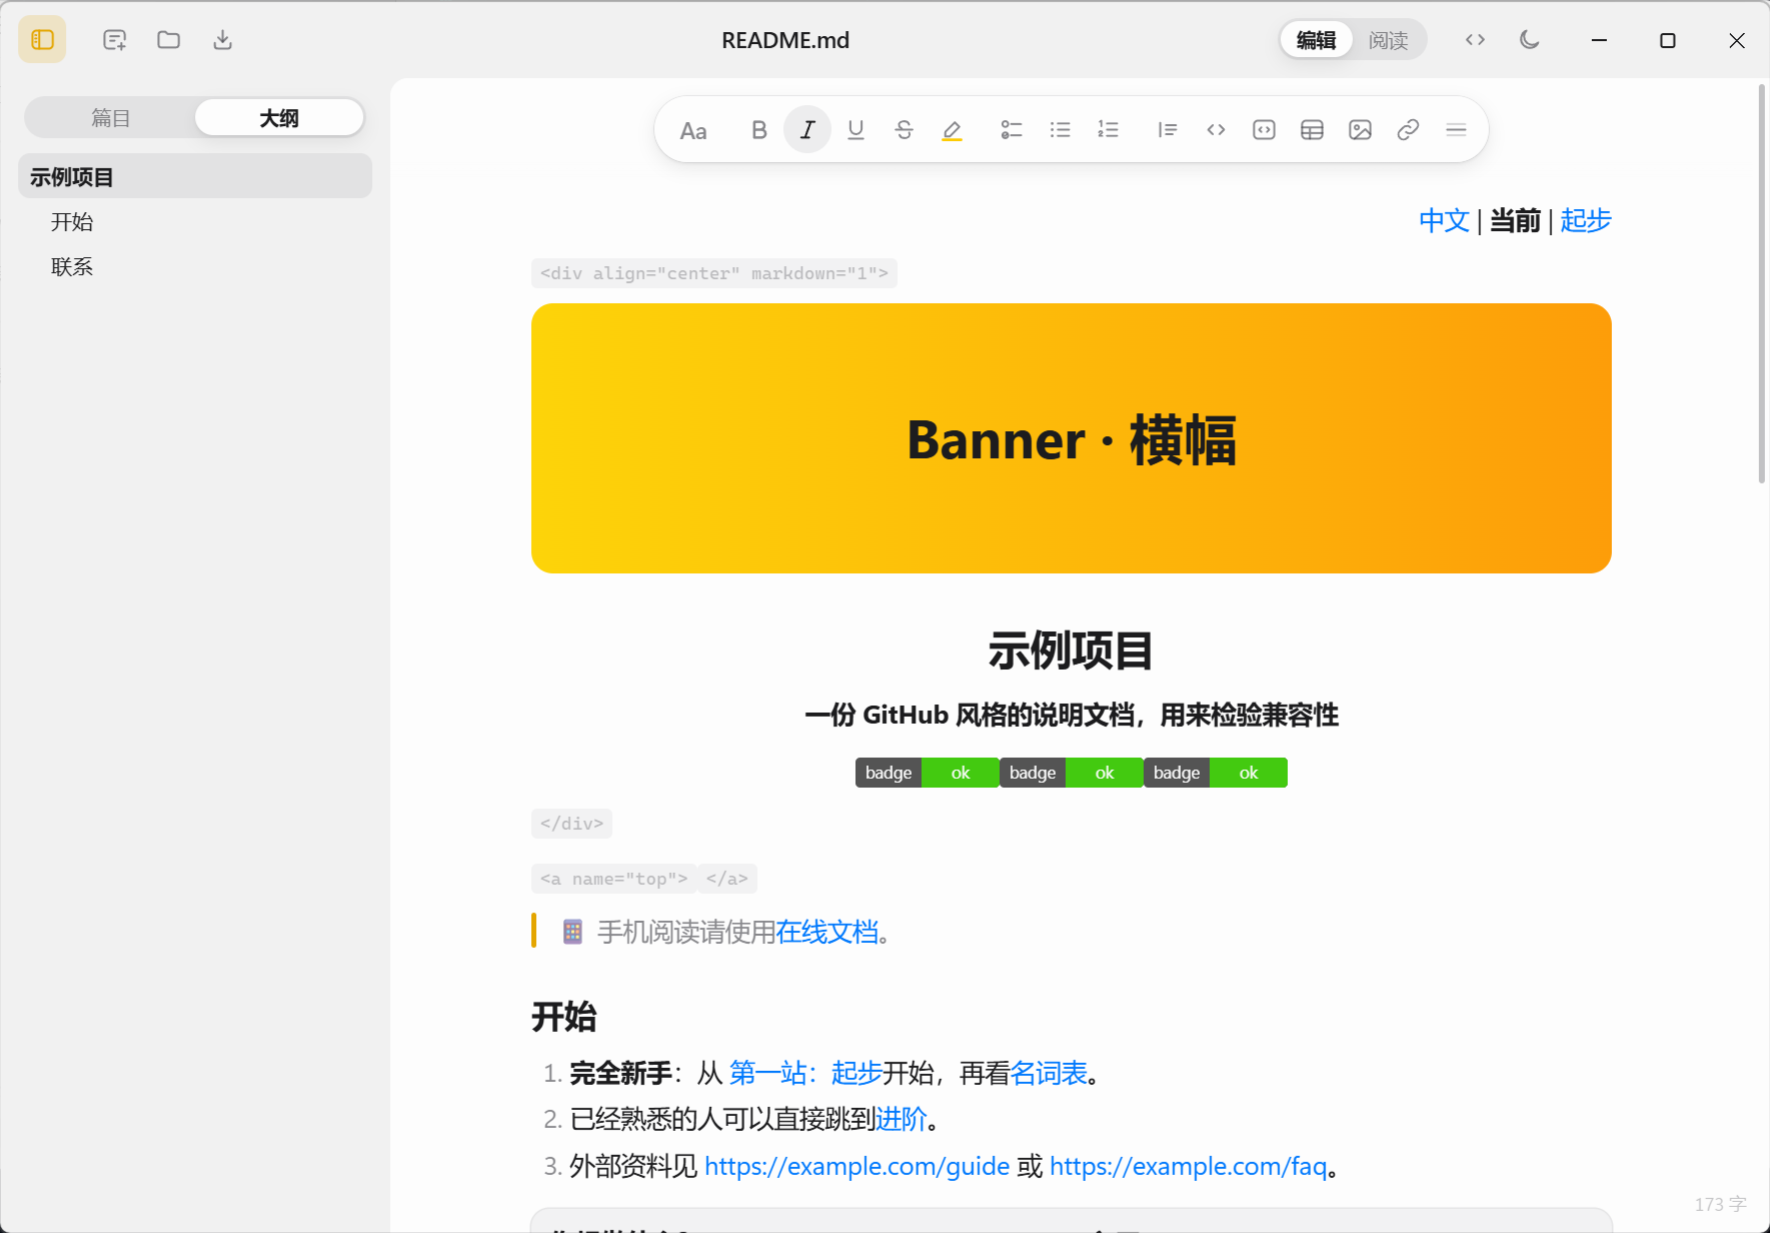 README.md
编辑 阅读
篇目 大纲
示例项目
开始
联系
Aa B I U S
中文 | 当前 | 起步
<div align="center" markdown="1">
Banner · 横幅
示例项目
一份 GitHub 风格的说明文档，用来检验兼容性
badge ok badge ok badge ok
</div>
<a name="top"> </a>
手机阅读请使用在线文档。
开始
1. 完全新手：从 第一站：起步开始，再看名词表。
2. 已经熟悉的人可以直接跳到进阶。
3. 外部资料见 https://example.com/guide 或 https://example.com/faq。
173 字